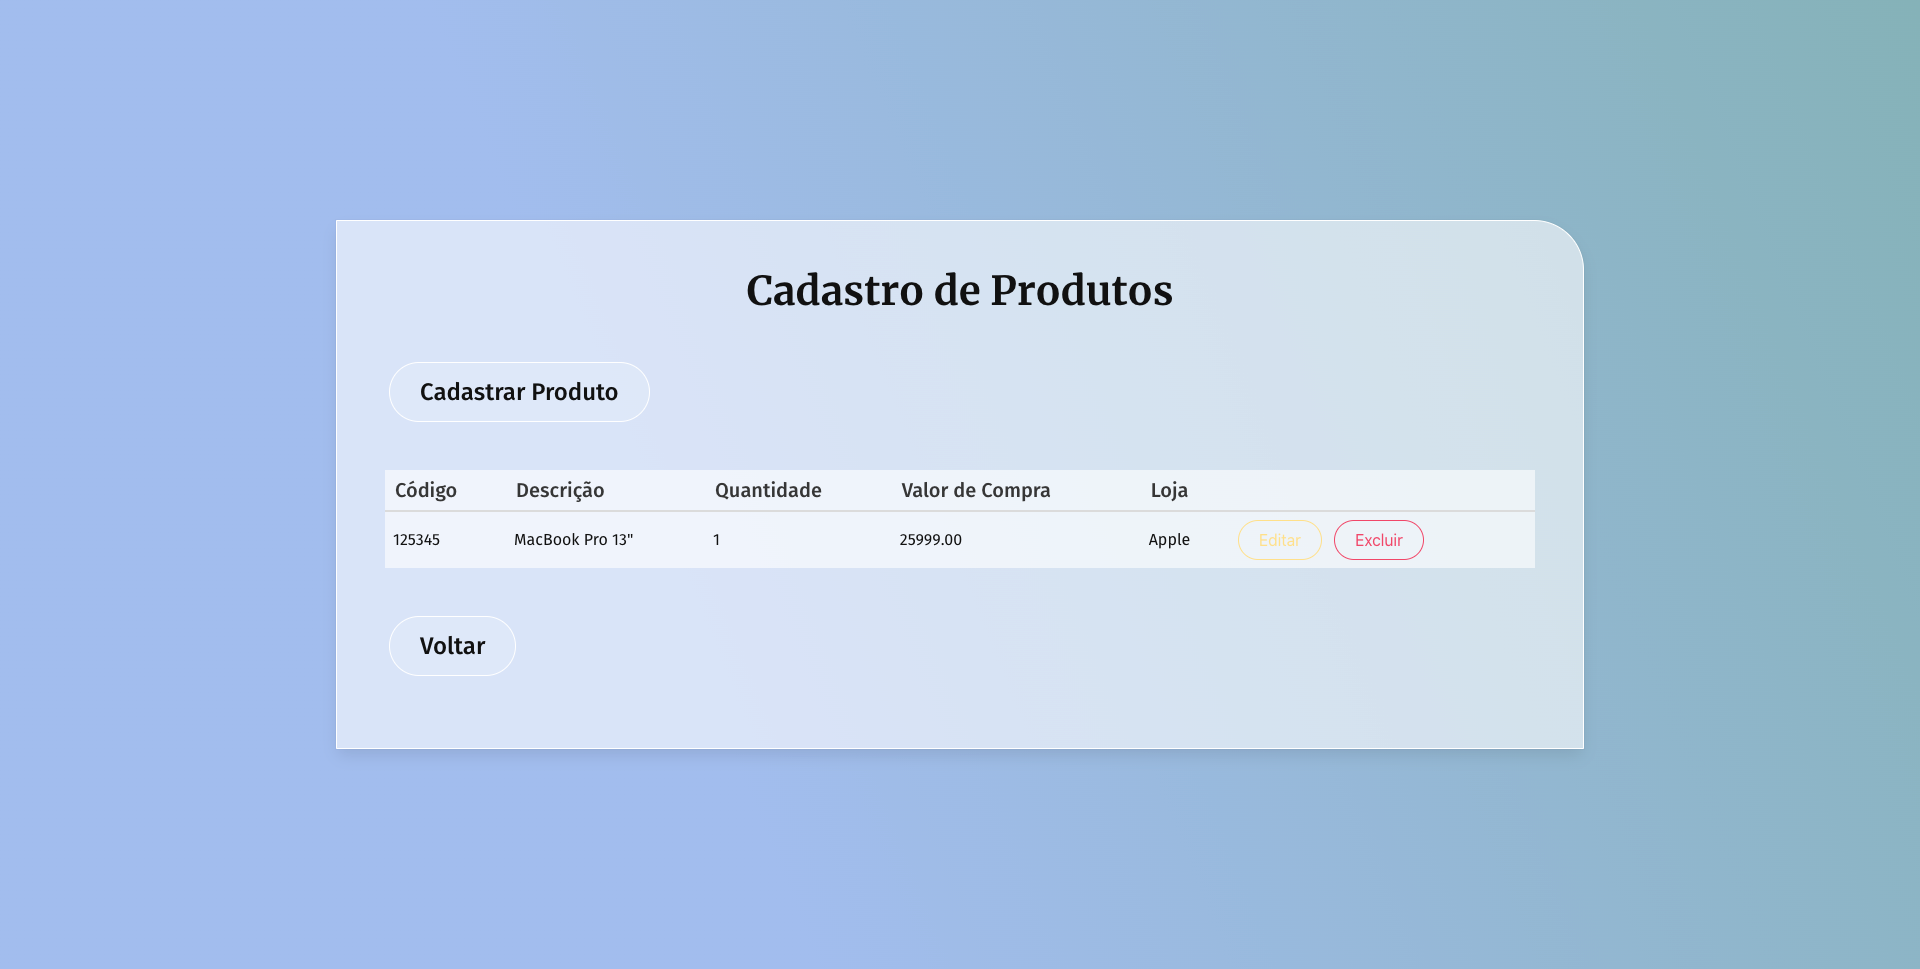 Cadastro de Produtos
Cadastrar Produto
Código Descrição Quantidade Valor de Compra Loja
125345 MacBook Pro 13" 1 25999.00 Apple Editar Excluir
Voltar